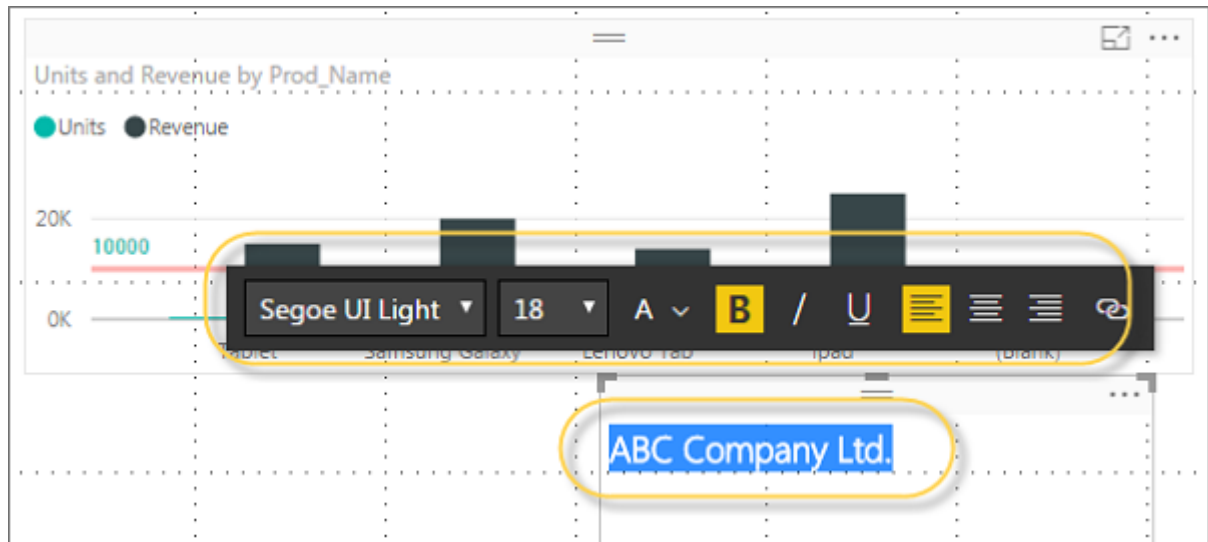 Units and Revenue by Prod_Name
Units Revenue
20K
10000
Segoe UI Light 18 A B / U
0K
Tablet Samsung Galaxy Lenovo Tab Ipad (Blank)
ABC Company Ltd.